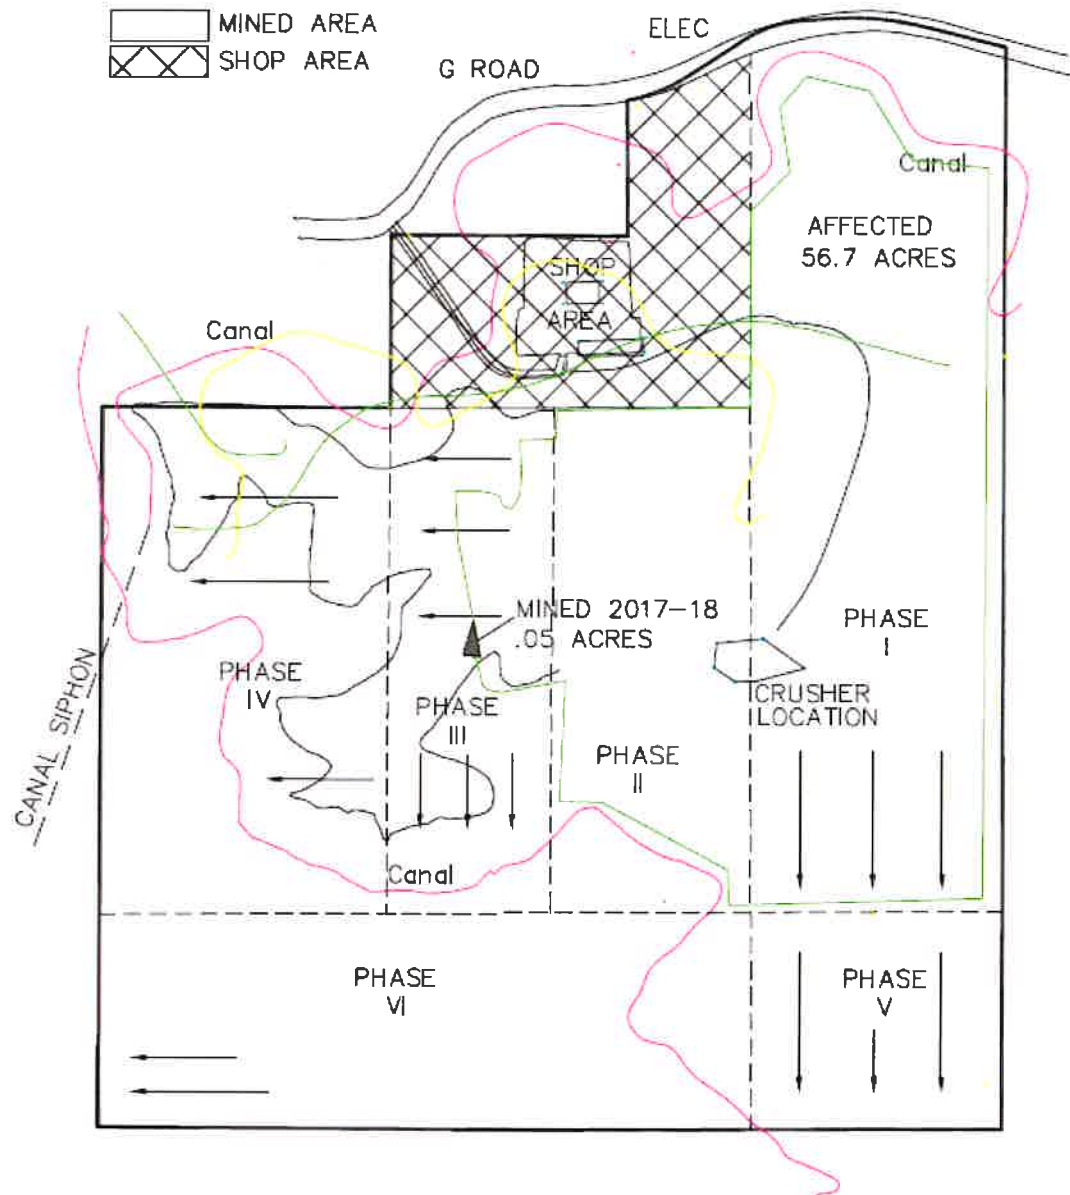 MINED AREA
SHOP AREA
ELEC
G ROAD
Canal
AFFECTED
56.7 ACRES
SHOP
AREA
Canal
MINED 2017-18
.05 ACRES
PHASE
I
PHASE
IV
PHASE
III
CRUSHER
LOCATION
PHASE
II
CANAL SIPHON
Canal
PHASE
VI
PHASE
V